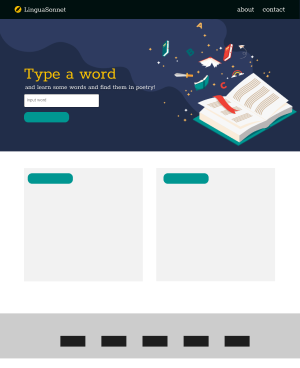 LinguaSonnet
about contact
Type a word
and learn some words and find them in poetry!
input word